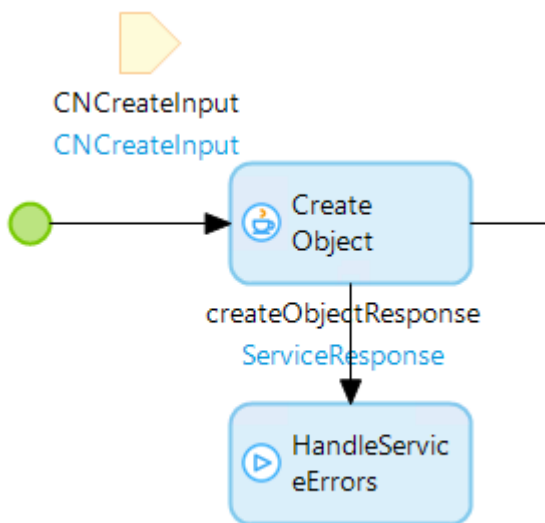 CNCreateInput
CNCreateInput
Create
Object
createObjectResponse
ServiceResponse
HandleServic
eErrors